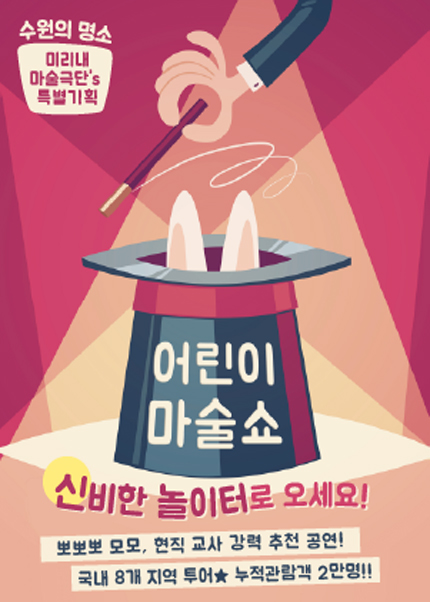 수원의 명소
미리내
마술극단's
특별기획
어린이
마술쇼
신비한 놀이터로 오세요!
뽀뽀뽀 모모, 현직 교사 강력 추천 공연!
국내 8개 지역 투어★ 누적관람객 2만명!!